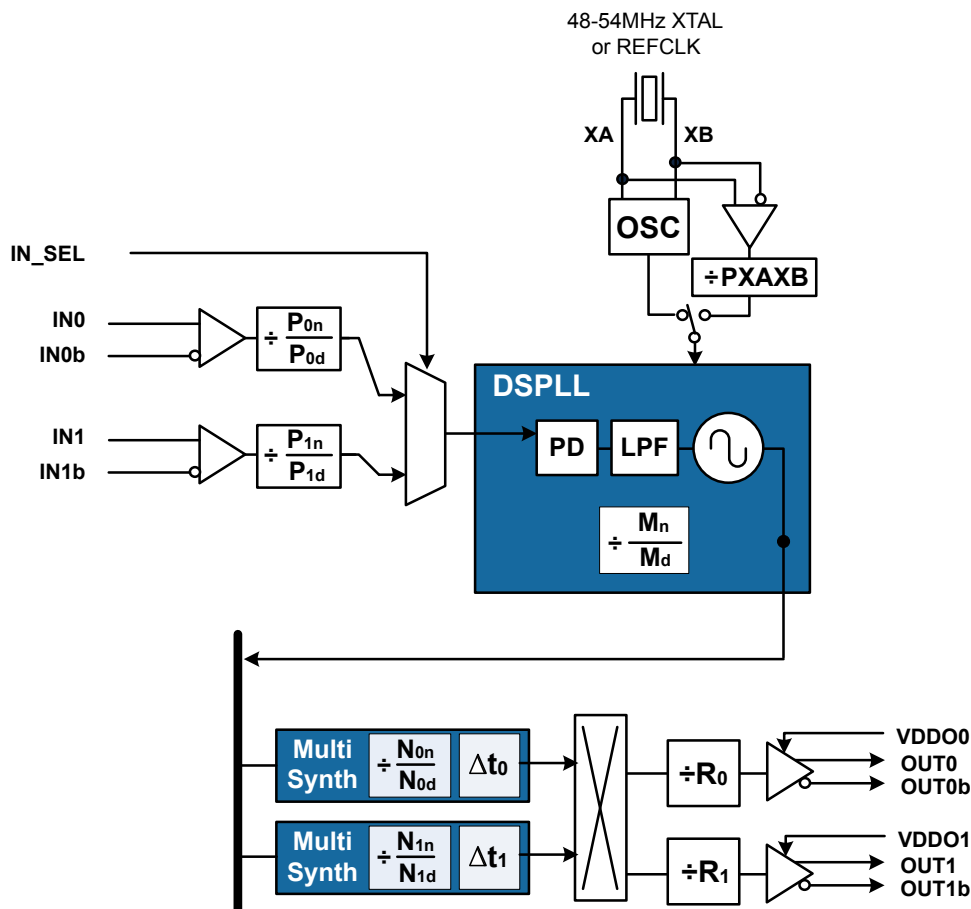 48-54MHz XTAL
or REFCLK
XA
XB
OSC
÷PXAXB
IN_SEL
IN0
IN0b
÷ P0n
P0d
IN1
IN1b
÷ P1n
P1d
DSPLL
PD
LPF
÷ Mn
Md
Multi
Synth
÷ N0n
N0d
Δt0
÷R0
VDDO0
OUT0
OUT0b
Multi
Synth
÷ N1n
N1d
Δt1
÷R1
VDDO1
OUT1
OUT1b